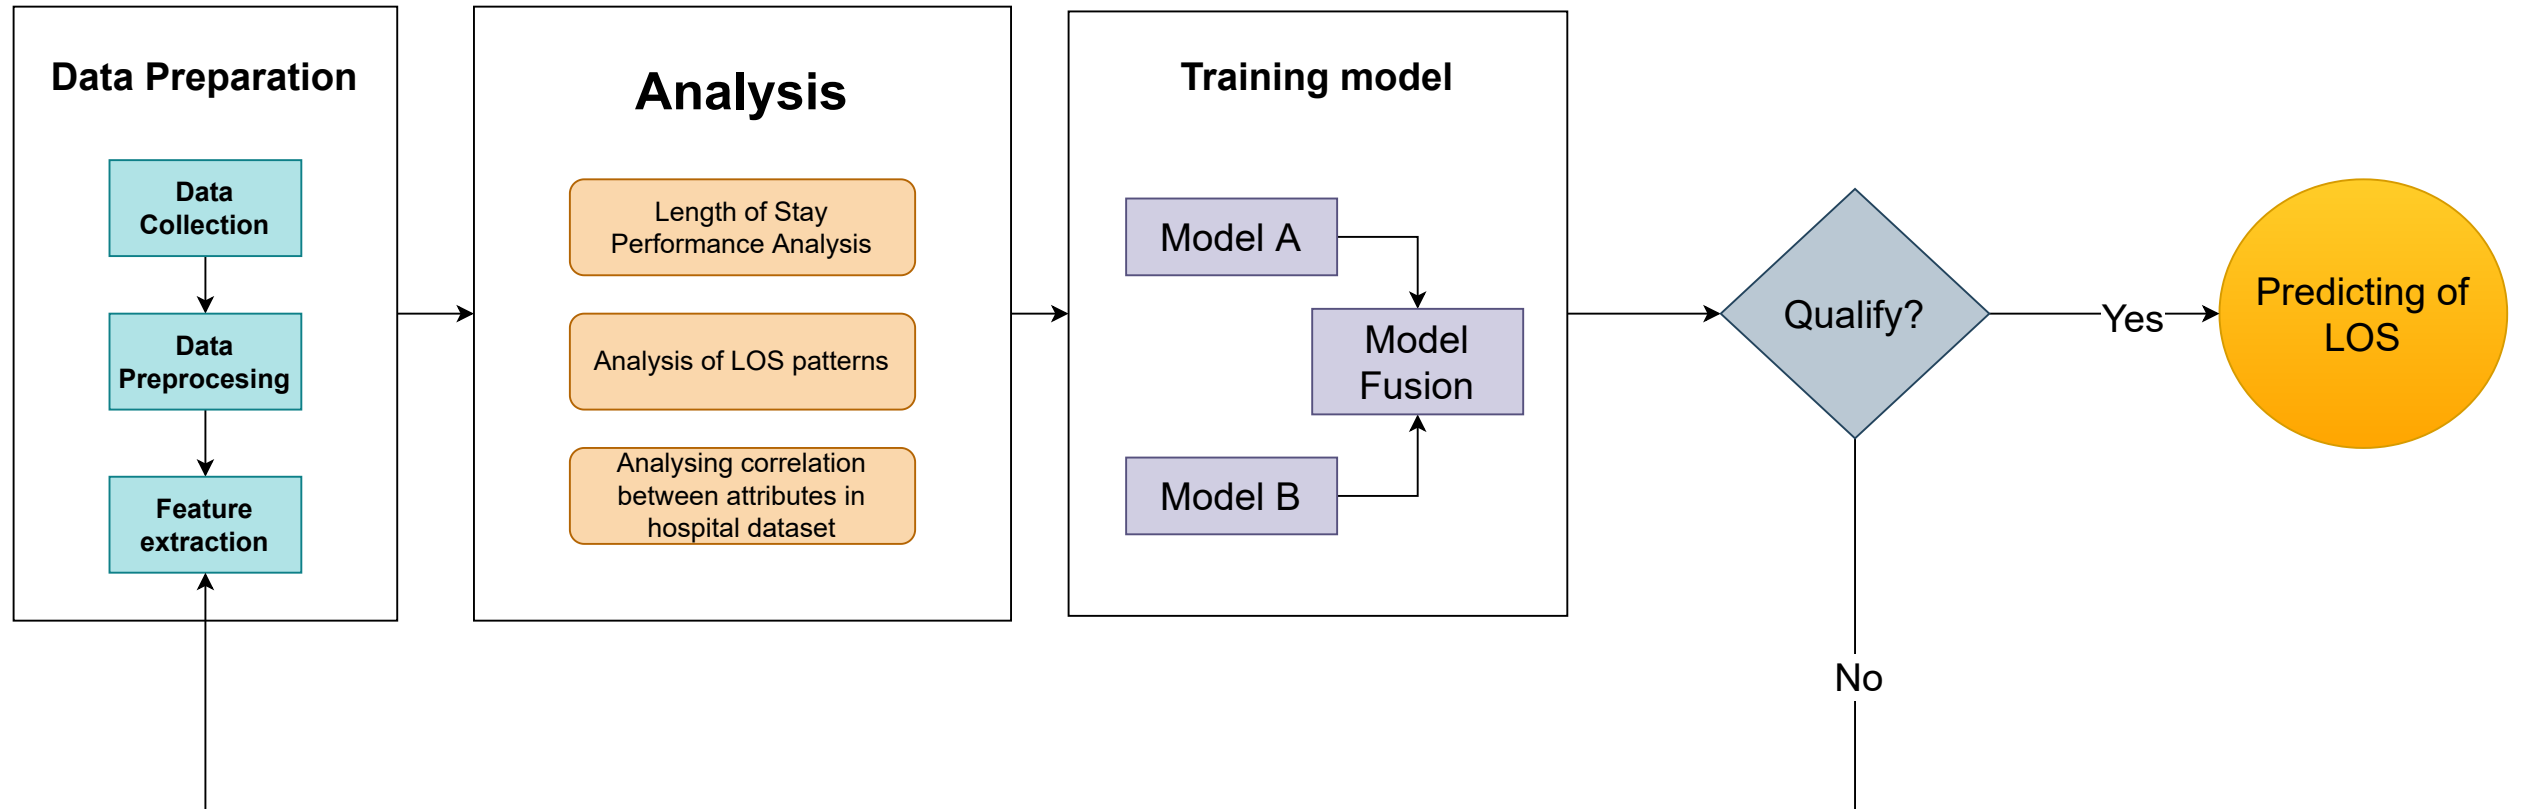 Data Preparation
Data
Collection
Data
Preprocesing
Feature
extraction
Analysis
Length of Stay
Performance Analysis
Analysis of LOS patterns
Analysing correlation
between attributes in
hospital dataset
Training model
Model A
Model
Fusion
Model B
Qualify?
Yes
No
Predicting of
LOS